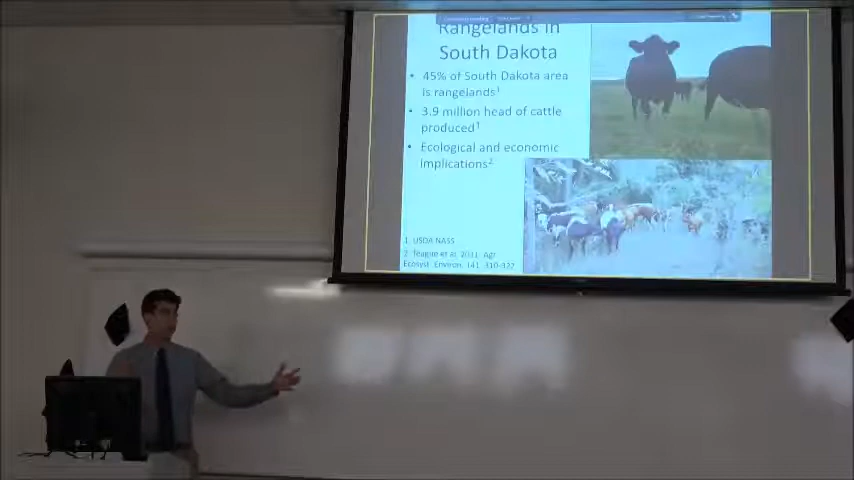 Rangelands in
South Dakota
• 45% of South Dakota area
is rangelands¹
• 3.9 million head of cattle
produced¹
• Ecological and economic
implications²
1. USDA NASS
2. Teague et al. 2011. Agr
Ecosyst. Environ. 141. 310-322